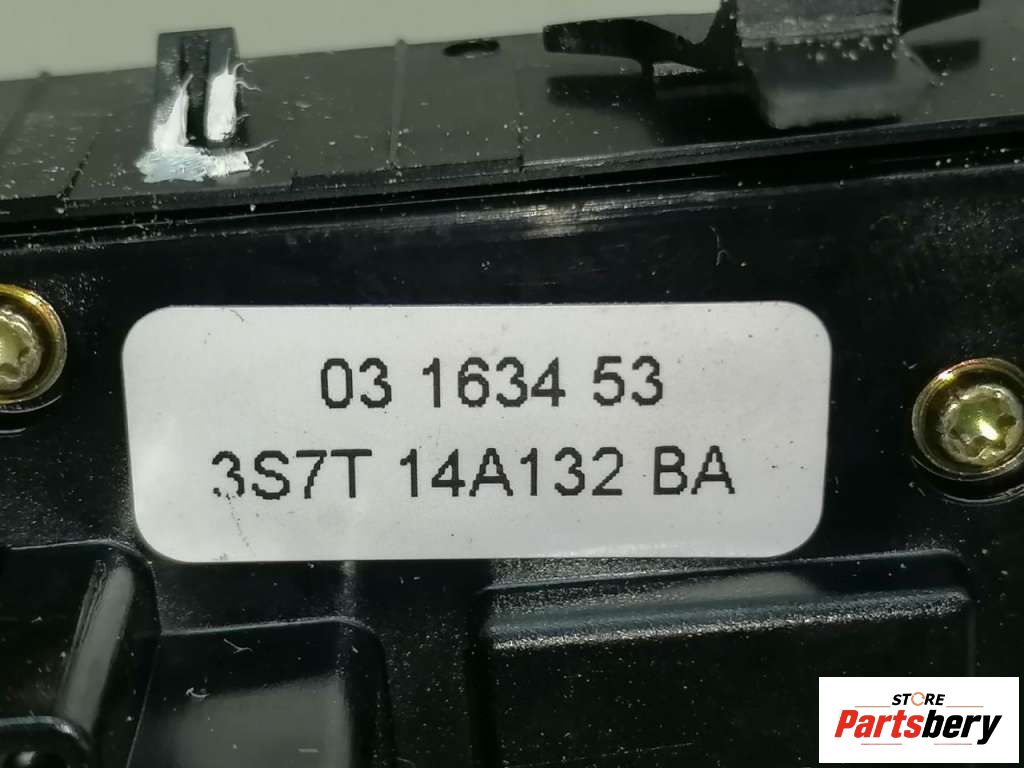 03 1634 53
3S7T 14A132 BA
STORE
Partsbery